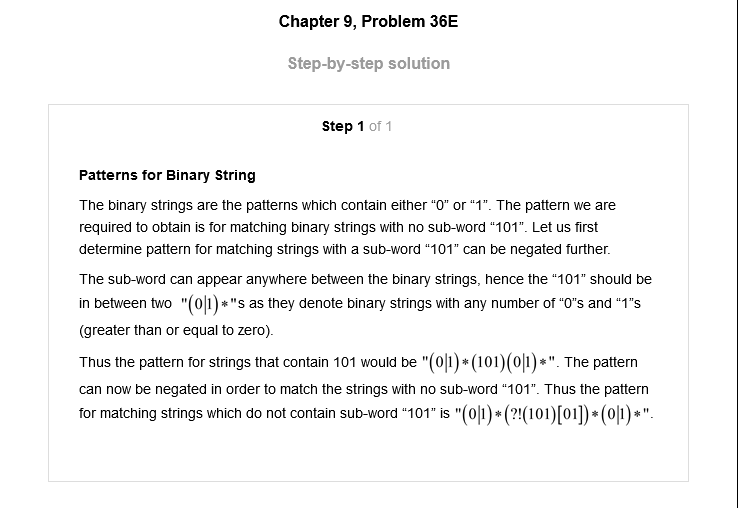 Chapter 9, Problem 36E
Step-by-step solution
Step 1 of 1
Patterns for Binary String
The binary strings are the patterns which contain either “0” or “1”. The pattern we are
required to obtain is for matching binary strings with no sub-word “101”. Let us first
determine pattern for matching strings with a sub-word “101” can be negated further.
The sub-word can appear anywhere between the binary strings, hence the “101” should be
in between two "(0|1)*"s as they denote binary strings with any number of “0”s and “1”s
(greater than or equal to zero).
Thus the pattern for strings that contain 101 would be "(0|1)*(101)(0|1)*". The pattern
can now be negated in order to match the strings with no sub-word “101”. Thus the pattern
for matching strings which do not contain sub-word “101” is "(0|1)*(?!(101)[01])*(0|1)*".